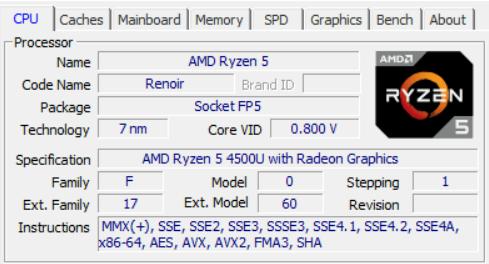 CPU Caches Mainboard Memory SPD Graphics Bench About
Processor
Name AMD Ryzen 5
Code Name Renoir Brand ID
Package Socket FP5
Technology 7 nm Core VID 0.800 V
AMD
RYZEN
5
Specification AMD Ryzen 5 4500U with Radeon Graphics
Family F Model 0 Stepping 1
Ext. Family 17 Ext. Model 60 Revision
Instructions MMX(+), SSE, SSE2, SSE3, SSSE3, SSE4.1, SSE4.2, SSE4A,
x86-64, AES, AVX, AVX2, FMA3, SHA